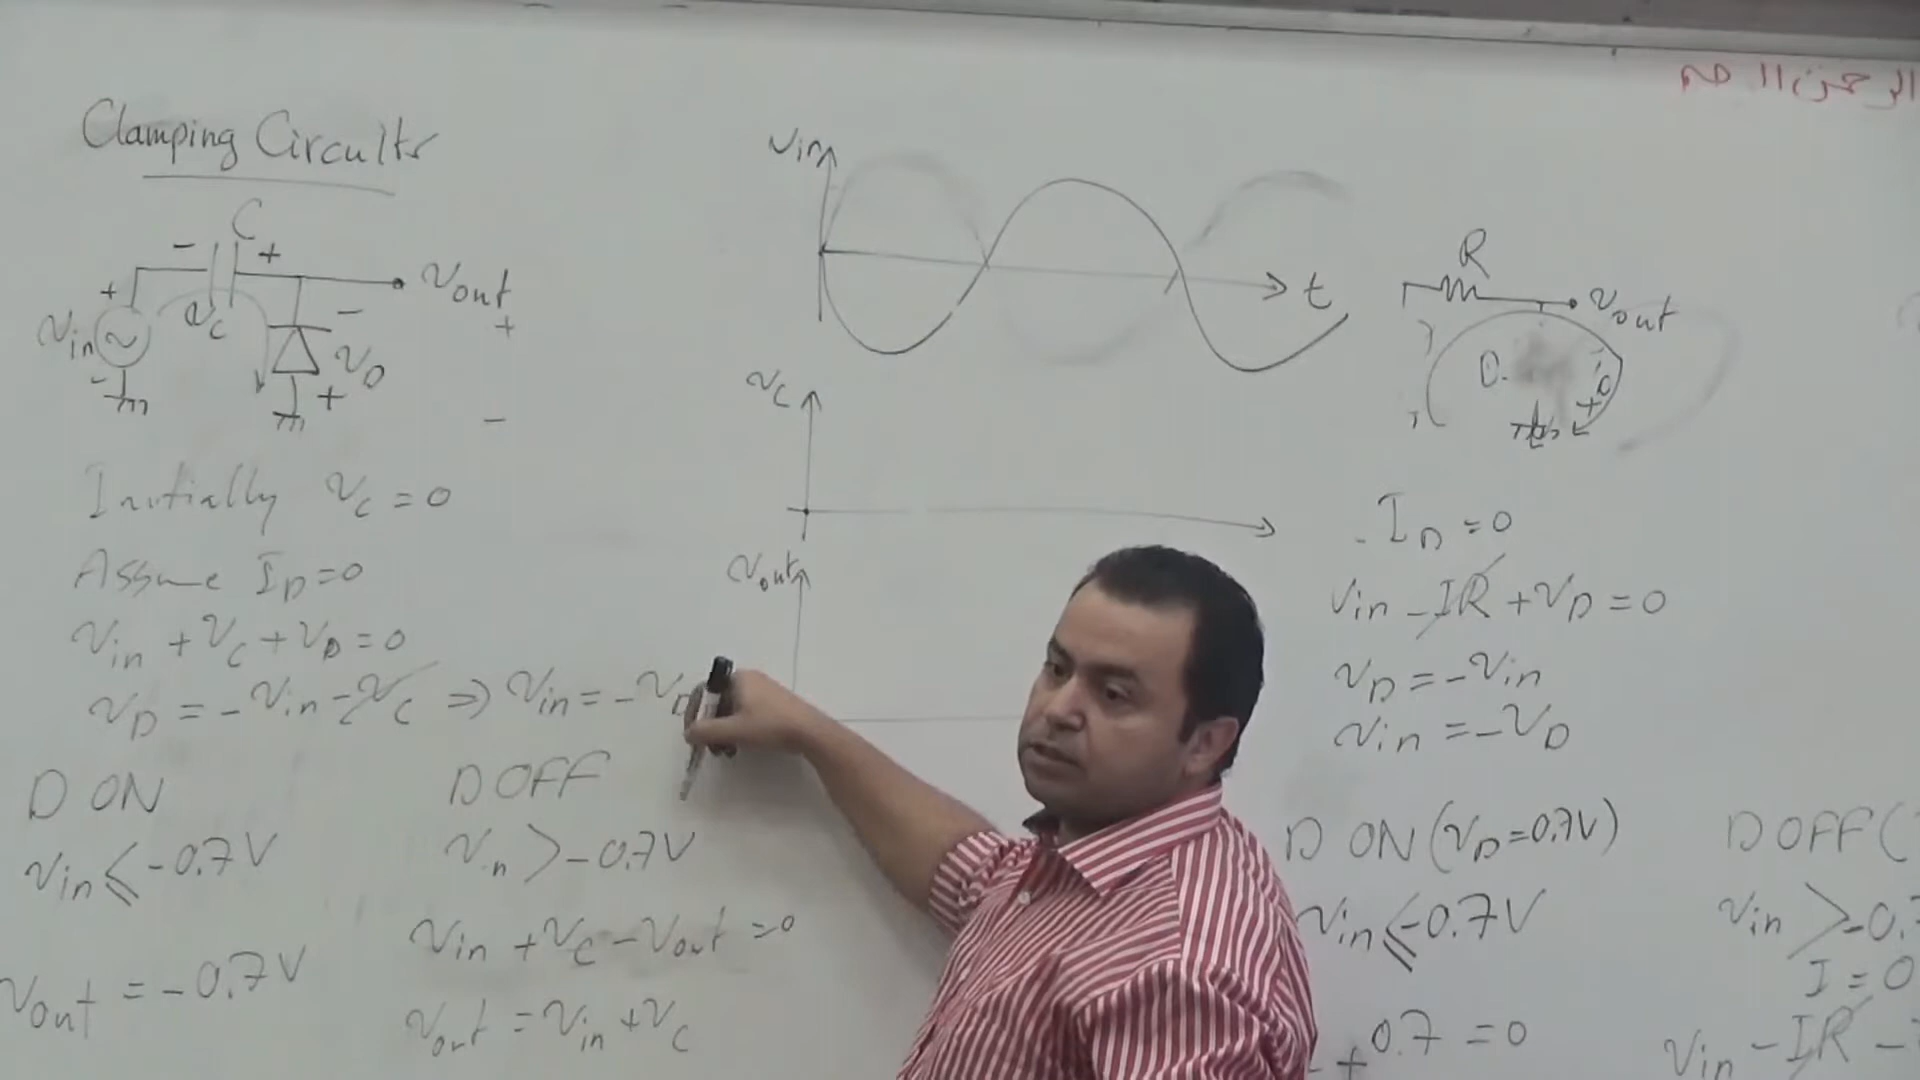 Clamping Circuits
C
- +
+ Vin -
Vc
Vout
+
-
- VD +
Initially Vc = 0
Assume ID = 0
Vin + Vc + VD = 0
VD = -Vin - Vc ⇒ Vin = -VD
D ON
Vin ≤ -0.7V
Vout = -0.7V
D OFF
Vin > -0.7V
Vin + Vc - Vout = 0
Vout = Vin + Vc
Vin
t
Vc
Vout
R
Vout
D
ID = 0
Vin - IR + VD = 0
VD = -Vin
Vin = -VD
D ON (VD = 0.7V)
Vin ≤ -0.7V
+ 0.7 = 0
D OFF (
Vin > -0.7
I = 0
Vin - IR -